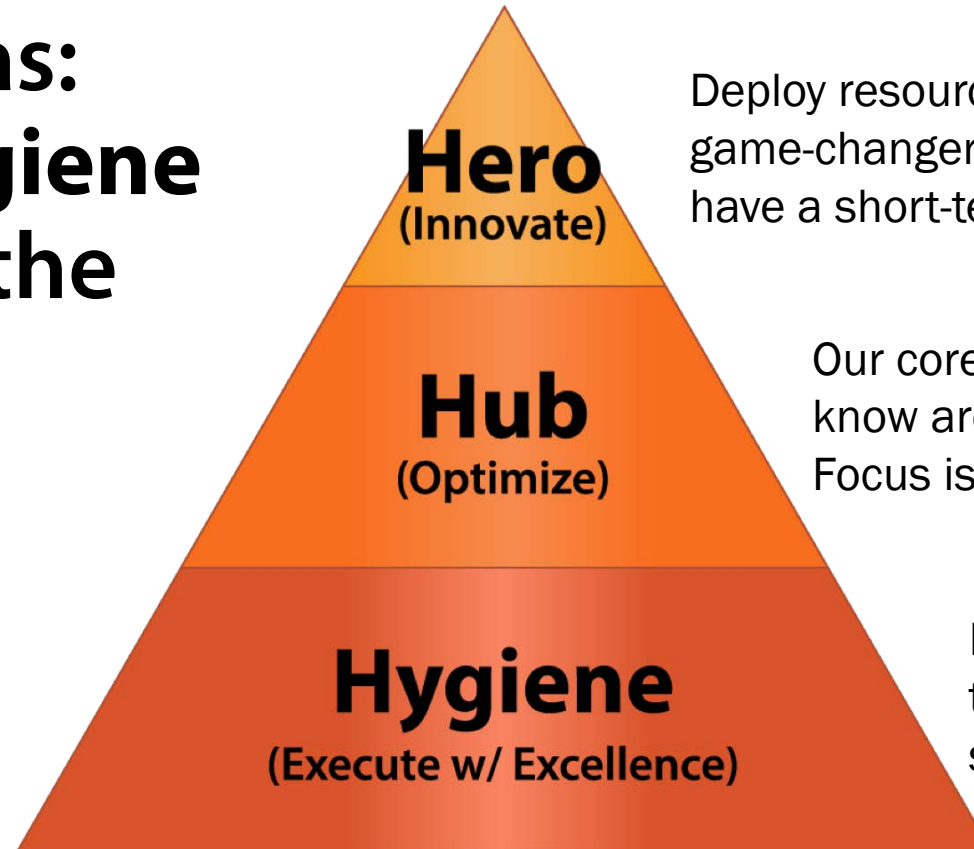 ns:
giene
the
Hero
(Innovate)
Deploy resour
game-changer
have a short-te
Hub
(Optimize)
Our core
know are
Focus is
Hygiene
(Execute w/ Excellence)
t
s